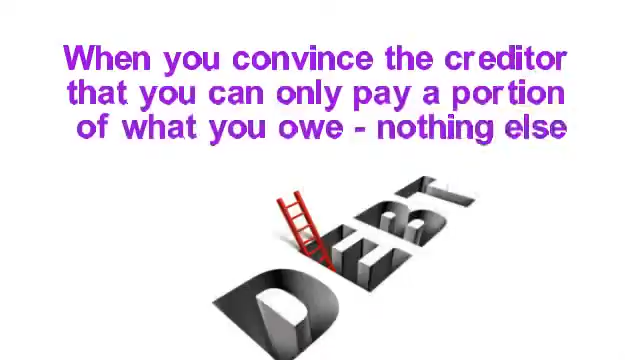 When you convince the creditor
that you can only pay a portion
of what you owe - nothing else
DEBT